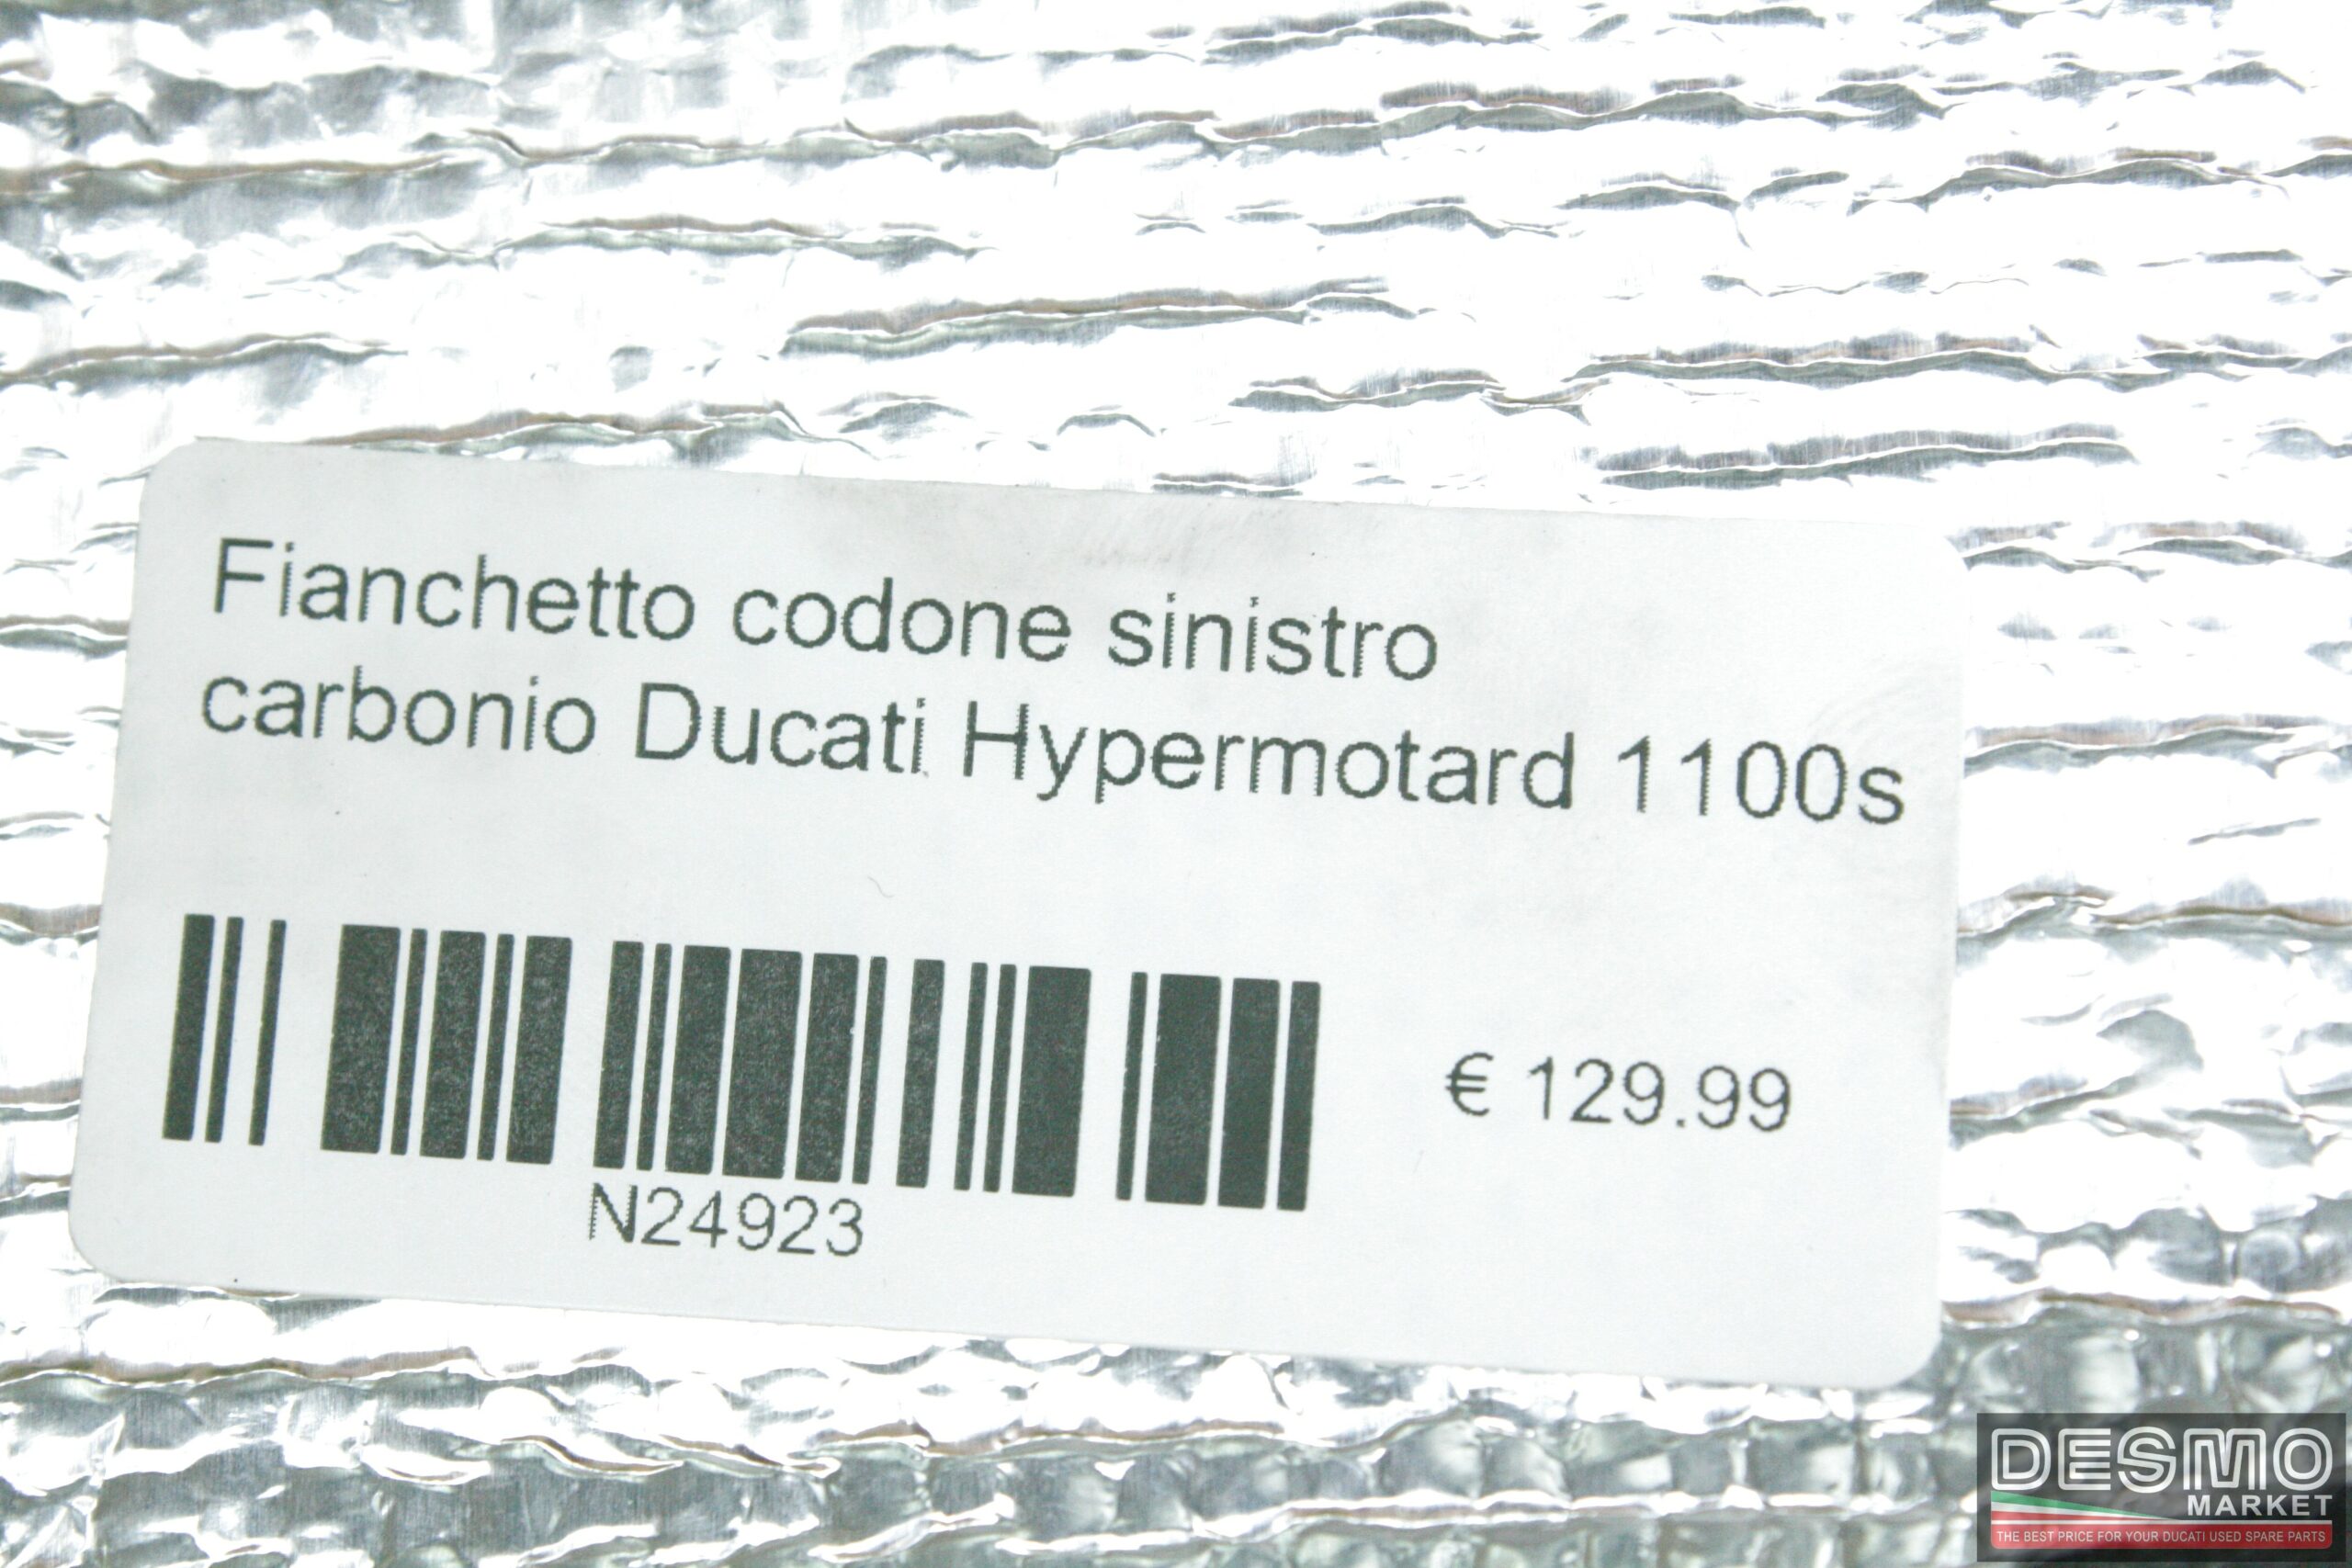 Fianchetto codone sinistro
carbonio Ducati Hypermotard 1100s
€ 129.99
N24923
DESMO
MARKET
THE BEST PRICE FOR YOUR DUCATI USED SPARE PARTS